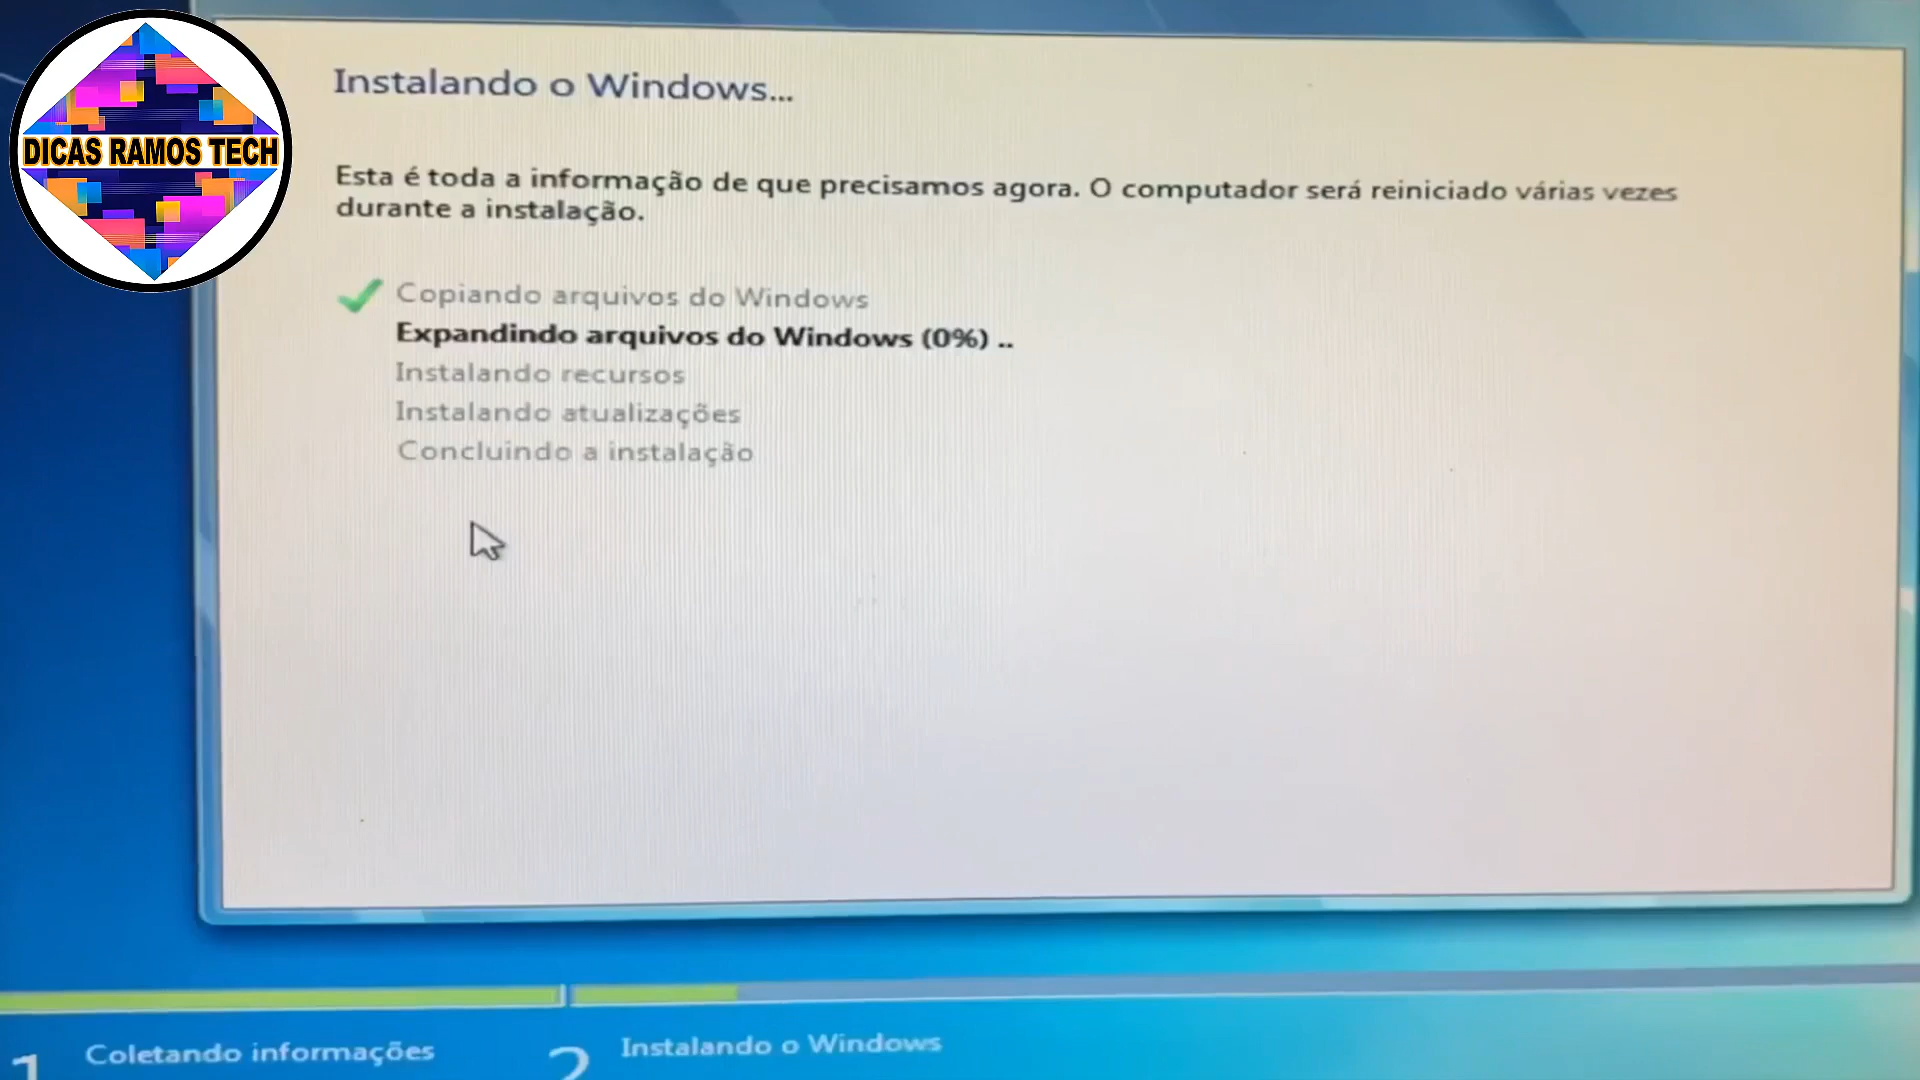 DICAS RAMOS TECH
Instalando o Windows...
Esta é toda a informação de que precisamos agora. O computador será reiniciado várias vezes
durante a instalação.
Copiando arquivos do Windows
Expandindo arquivos do Windows (0%) ..
Instalando recursos
Instalando atualizações
Concluindo a instalação
1 Coletando informações
2 Instalando o Windows